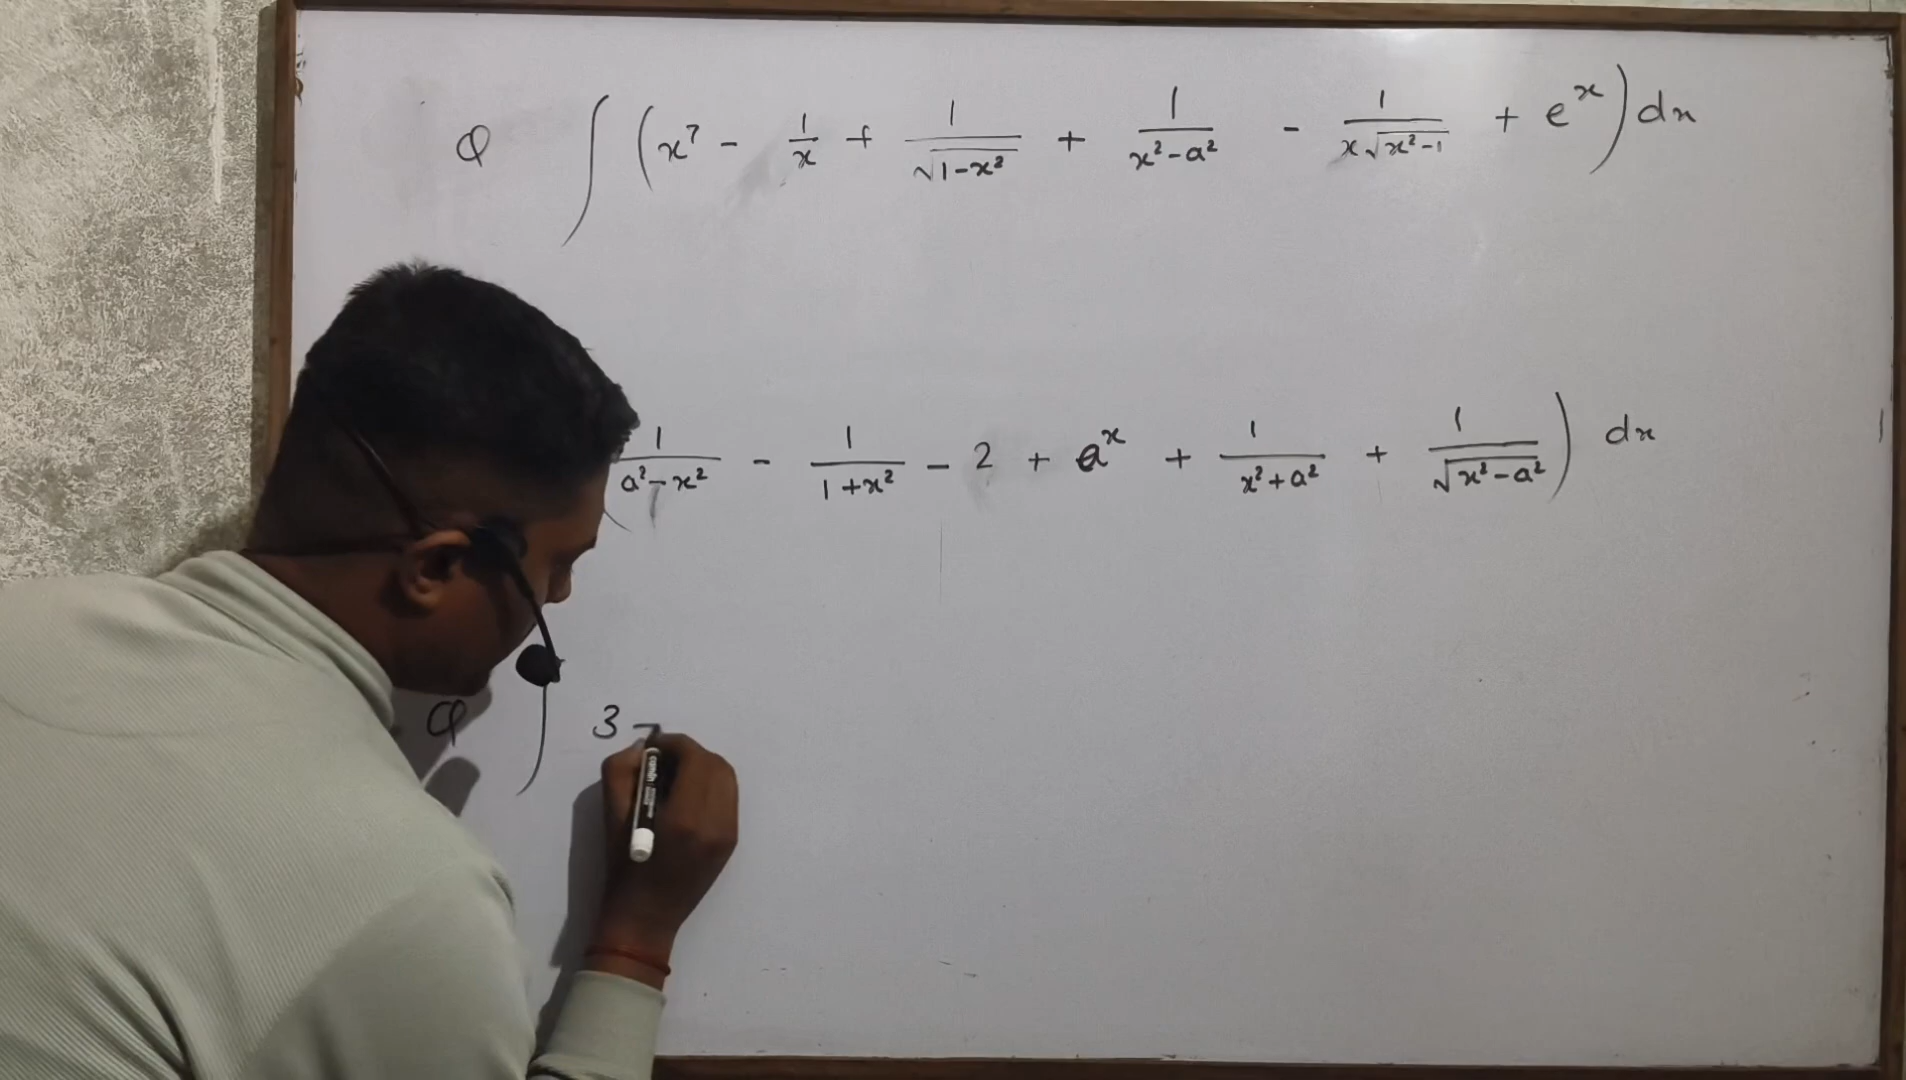 Q ∫ (x⁷ - 1/x + 1/√(1-x²) + 1/(x²-a²) - 1/(x√(x²-1)) + eˣ) dx
(1/(a²-x²) - 1/(1+x²) - 2 + aˣ + 1/(x²+a²) + 1/√(x²-a²)) dx
Q ∫ 3